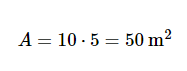 A = 10 · 5 = 50 m²